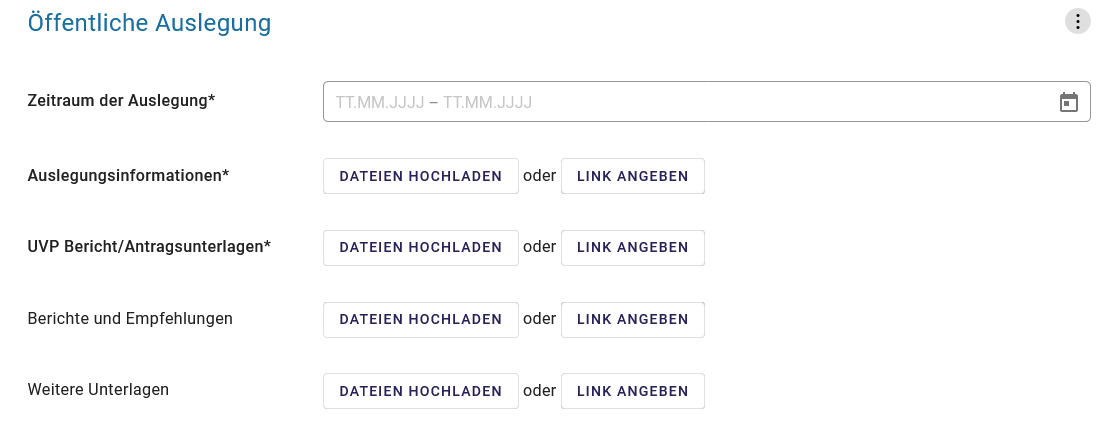 Öffentliche Auslegung
Zeitraum der Auslegung* TT.MM.JJJJ – TT.MM.JJJJ
Auslegungsinformationen* DATEIEN HOCHLADEN oder LINK ANGEBEN
UVP Bericht/Antragsunterlagen* DATEIEN HOCHLADEN oder LINK ANGEBEN
Berichte und Empfehlungen DATEIEN HOCHLADEN oder LINK ANGEBEN
Weitere Unterlagen DATEIEN HOCHLADEN oder LINK ANGEBEN